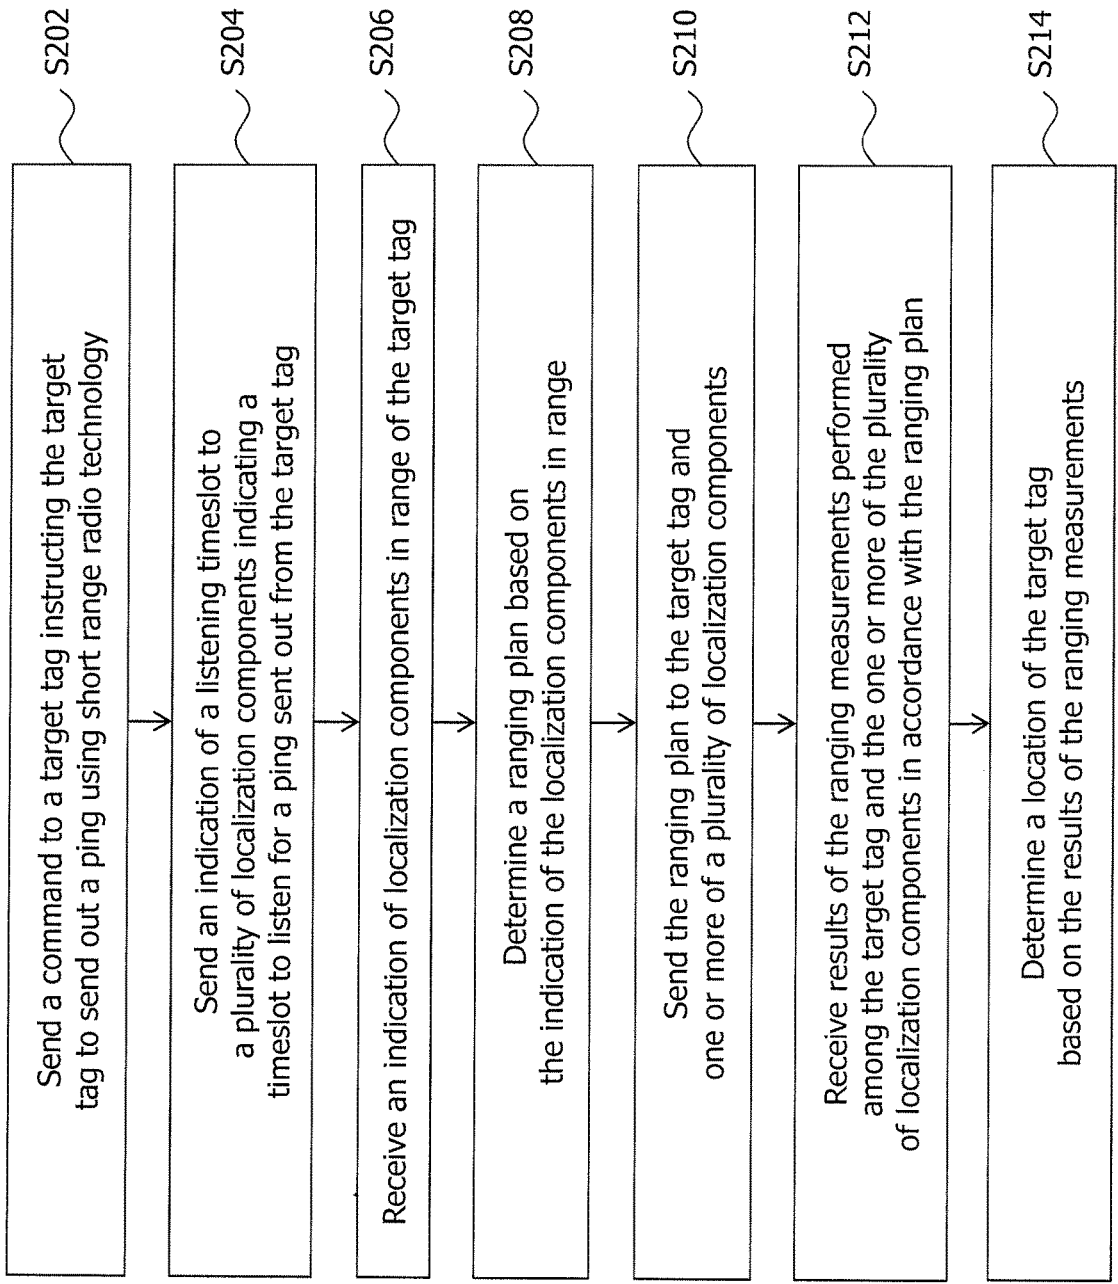 Send a command to a target tag instructing the target
tag to send out a ping using short range radio technology
S202
Send an indication of a listening timeslot to
a plurality of localization components indicating a
timeslot to listen for a ping sent out from the target tag
S204
Receive an indication of localization components in range of the target tag
S206
Determine a ranging plan based on
the indication of the localization components in range
S208
Send the ranging plan to the target tag and
one or more of a plurality of localization components
S210
Receive results of the ranging measurements performed
among the target tag and the one or more of the plurality
of localization components in accordance with the ranging plan
S212
Determine a location of the target tag
based on the results of the ranging measurements
S214